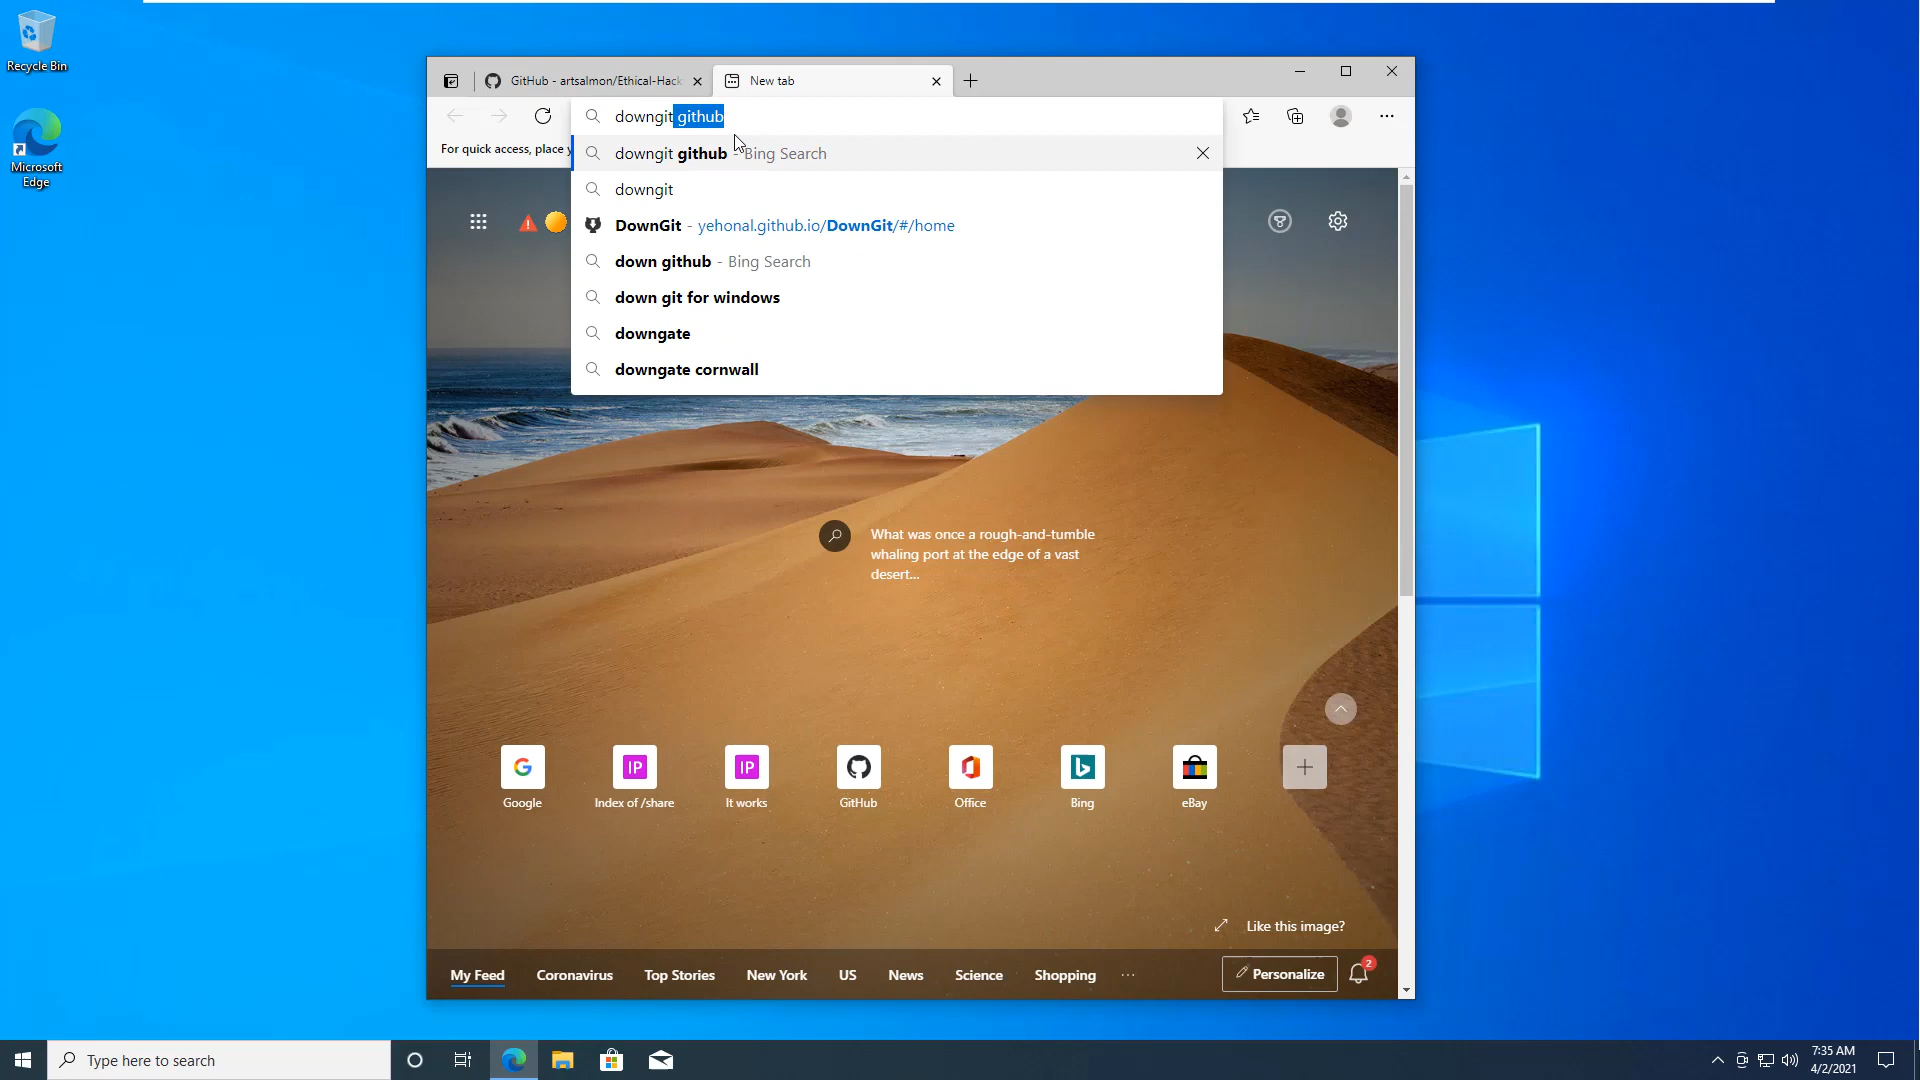 Recycle Bin
Microsoft
Edge
GitHub - artsalmon/Ethical-Hack
New tab
downgit github
For quick access, place y
downgit github - Bing Search
downgit
DownGit - yehonal.github.io/DownGit/#/home
down github - Bing Search
down git for windows
downgate
downgate cornwall
What was once a rough-and-tumble
whaling port at the edge of a vast
desert...
IP
IP
Google
Index of /share
It works
GitHub
Office
Bing
eBay
Like this image?
My Feed
Coronavirus
Top Stories
New York
US
News
Science
Shopping
Personalize
2
Type here to search
7:35 AM
4/2/2021